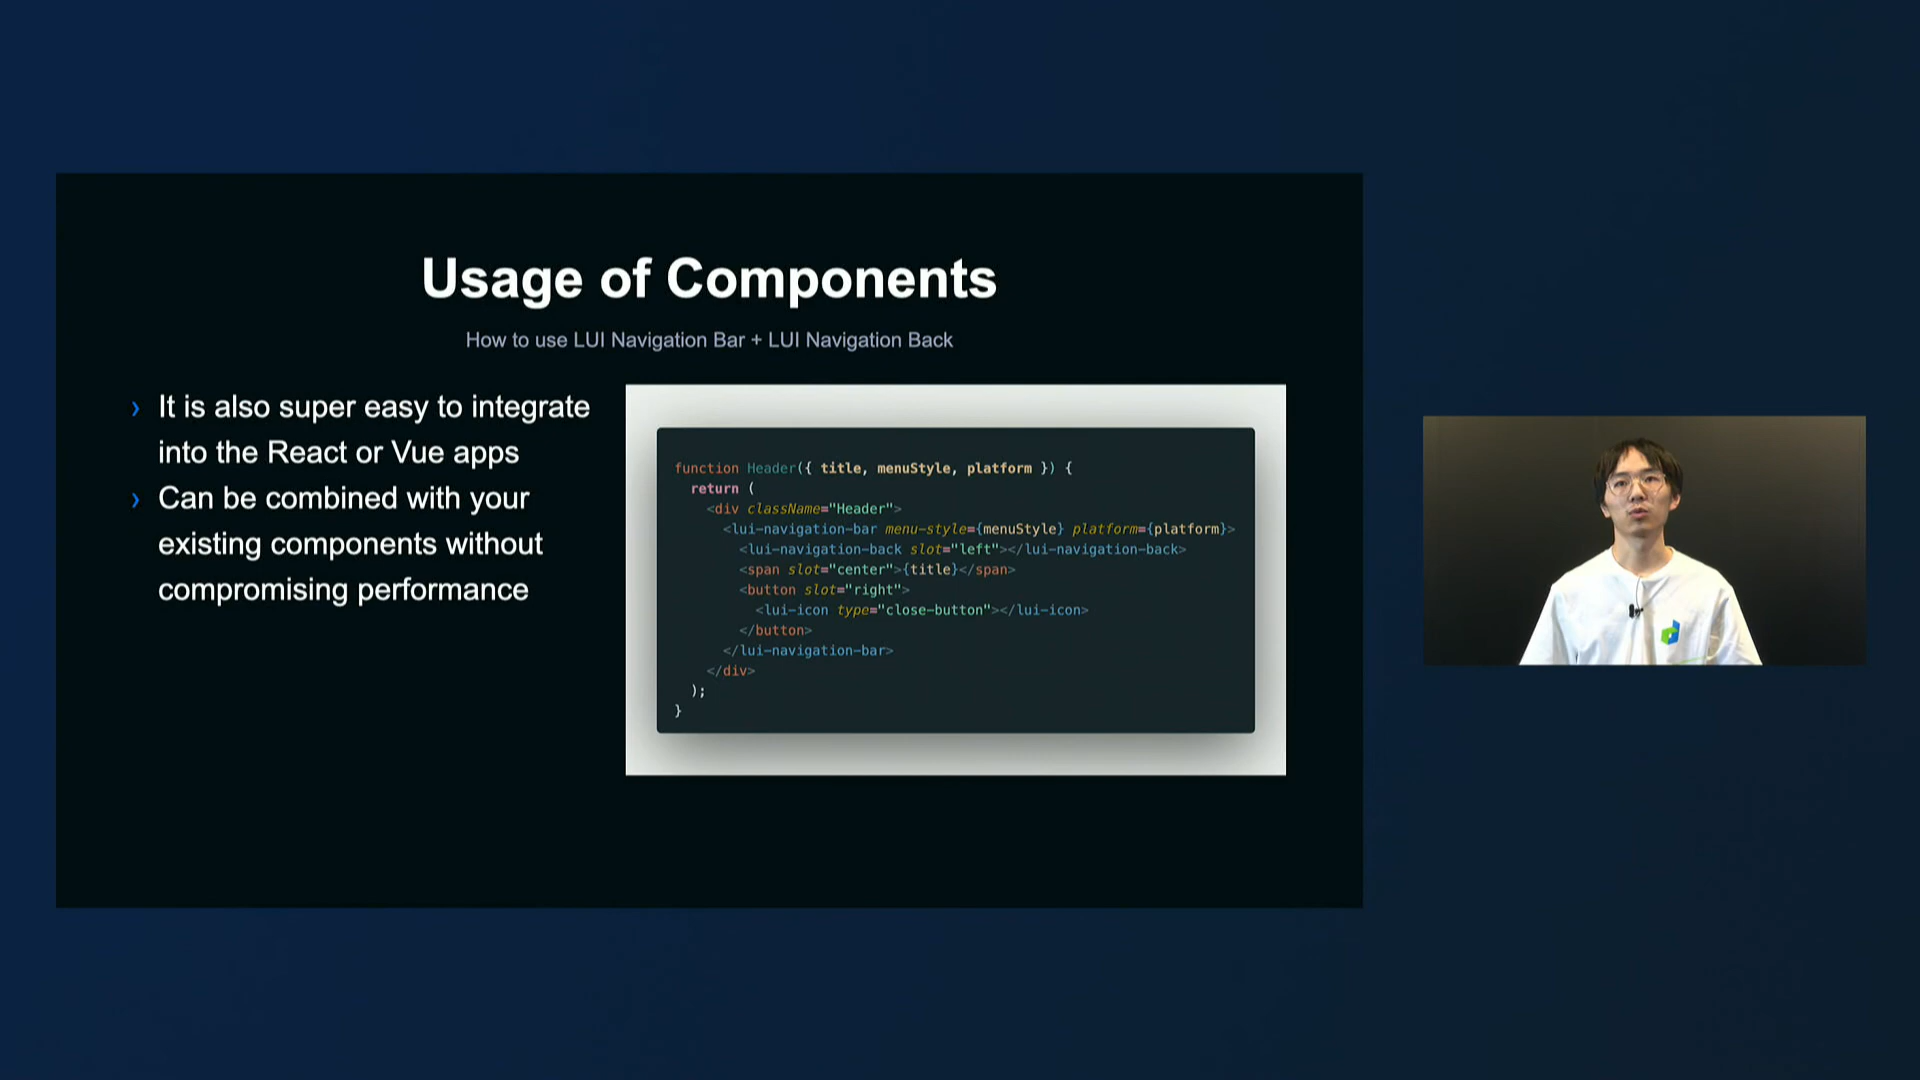 Usage of Components
How to use LUI Navigation Bar + LUI Navigation Back
› It is also super easy to integrate
into the React or Vue apps
› Can be combined with your
existing components without
compromising performance
function Header({ title, menuStyle, platform }) {
  return (
    <div className="Header">
      <lui-navigation-bar menu-style={menuStyle} platform={platform}>
        <lui-navigation-back slot="left"></lui-navigation-back>
        <span slot="center">{title}</span>
        <button slot="right">
          <lui-icon type="close-button"></lui-icon>
        </button>
      </lui-navigation-bar>
    </div>
  );
}